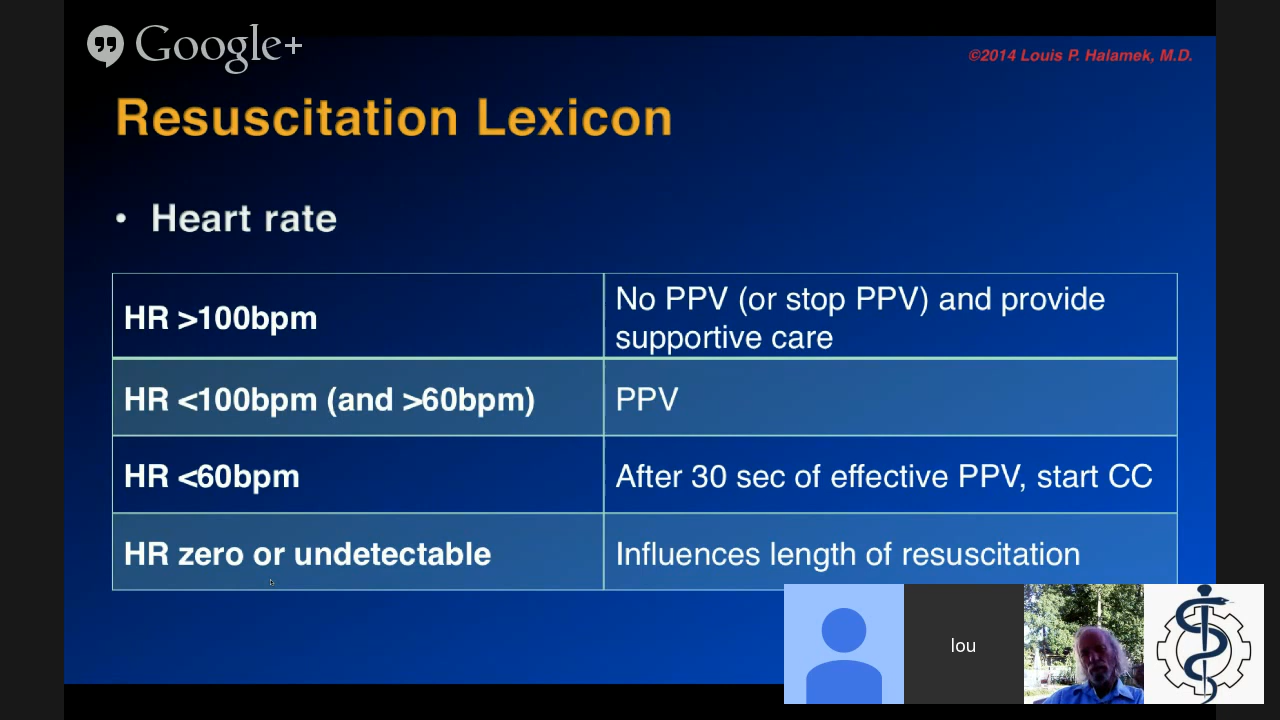 Google+
©2014 Louis P. Halamek, M.D.
Resuscitation Lexicon
• Heart rate
HR >100bpm
No PPV (or stop PPV) and provide
supportive care
HR <100bpm (and >60bpm)
PPV
HR <60bpm
After 30 sec of effective PPV, start CC
HR zero or undetectable
Influences length of resuscitation
lou